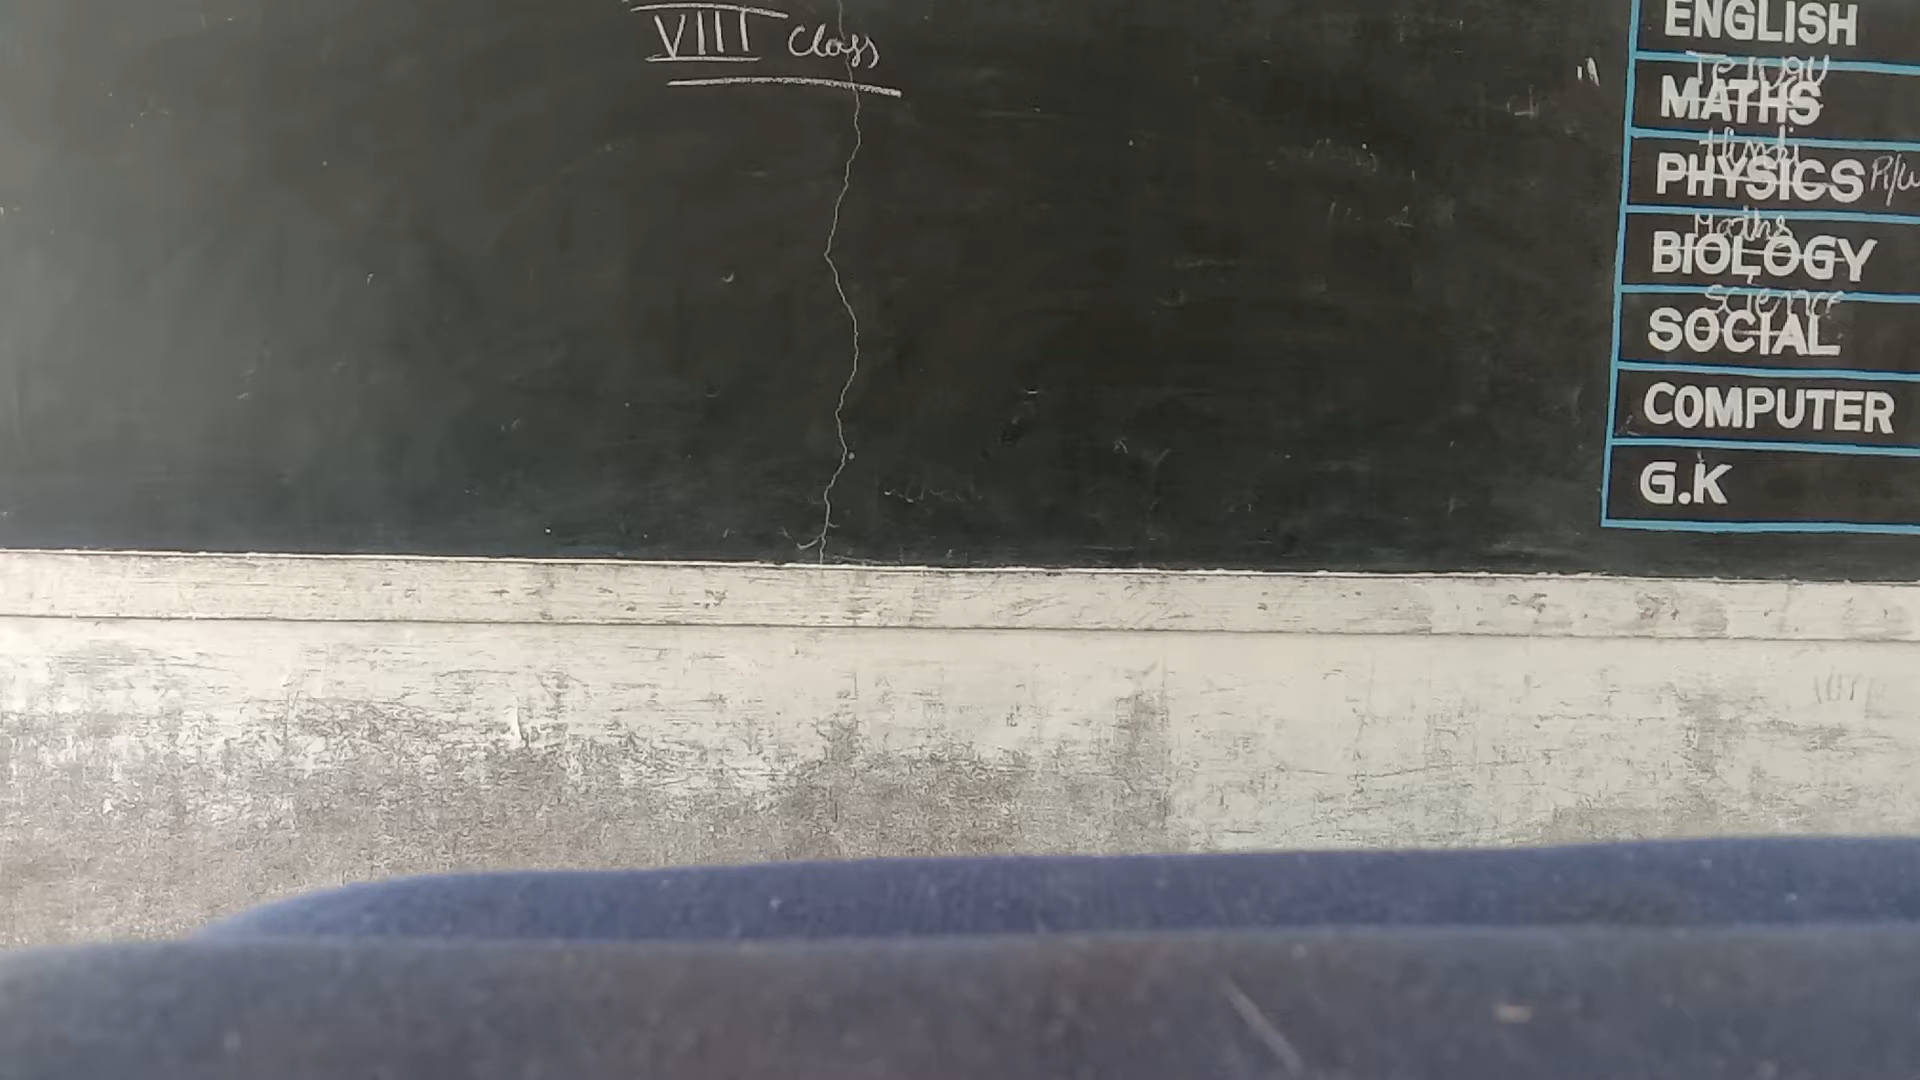 VIII Class
ENGLISH
Telugu
MATHS
Hindi
PHYSICS
Maths
BIOLOGY
Science
SOCIAL
COMPUTER
G.K